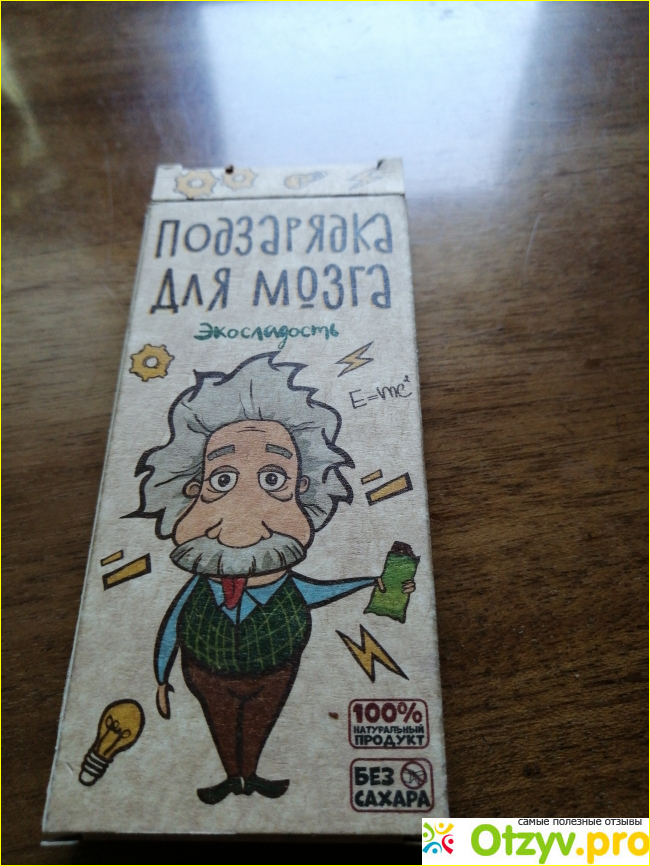 ПОДЗАРЯДКА
ДЛЯ МОЗГА
Экосладость
E=mc²
100%
НАТУРАЛЬНЫЙ
ПРОДУКТ
БЕЗ
САХАРА
самые полезные отзывы
Otzyv.pro